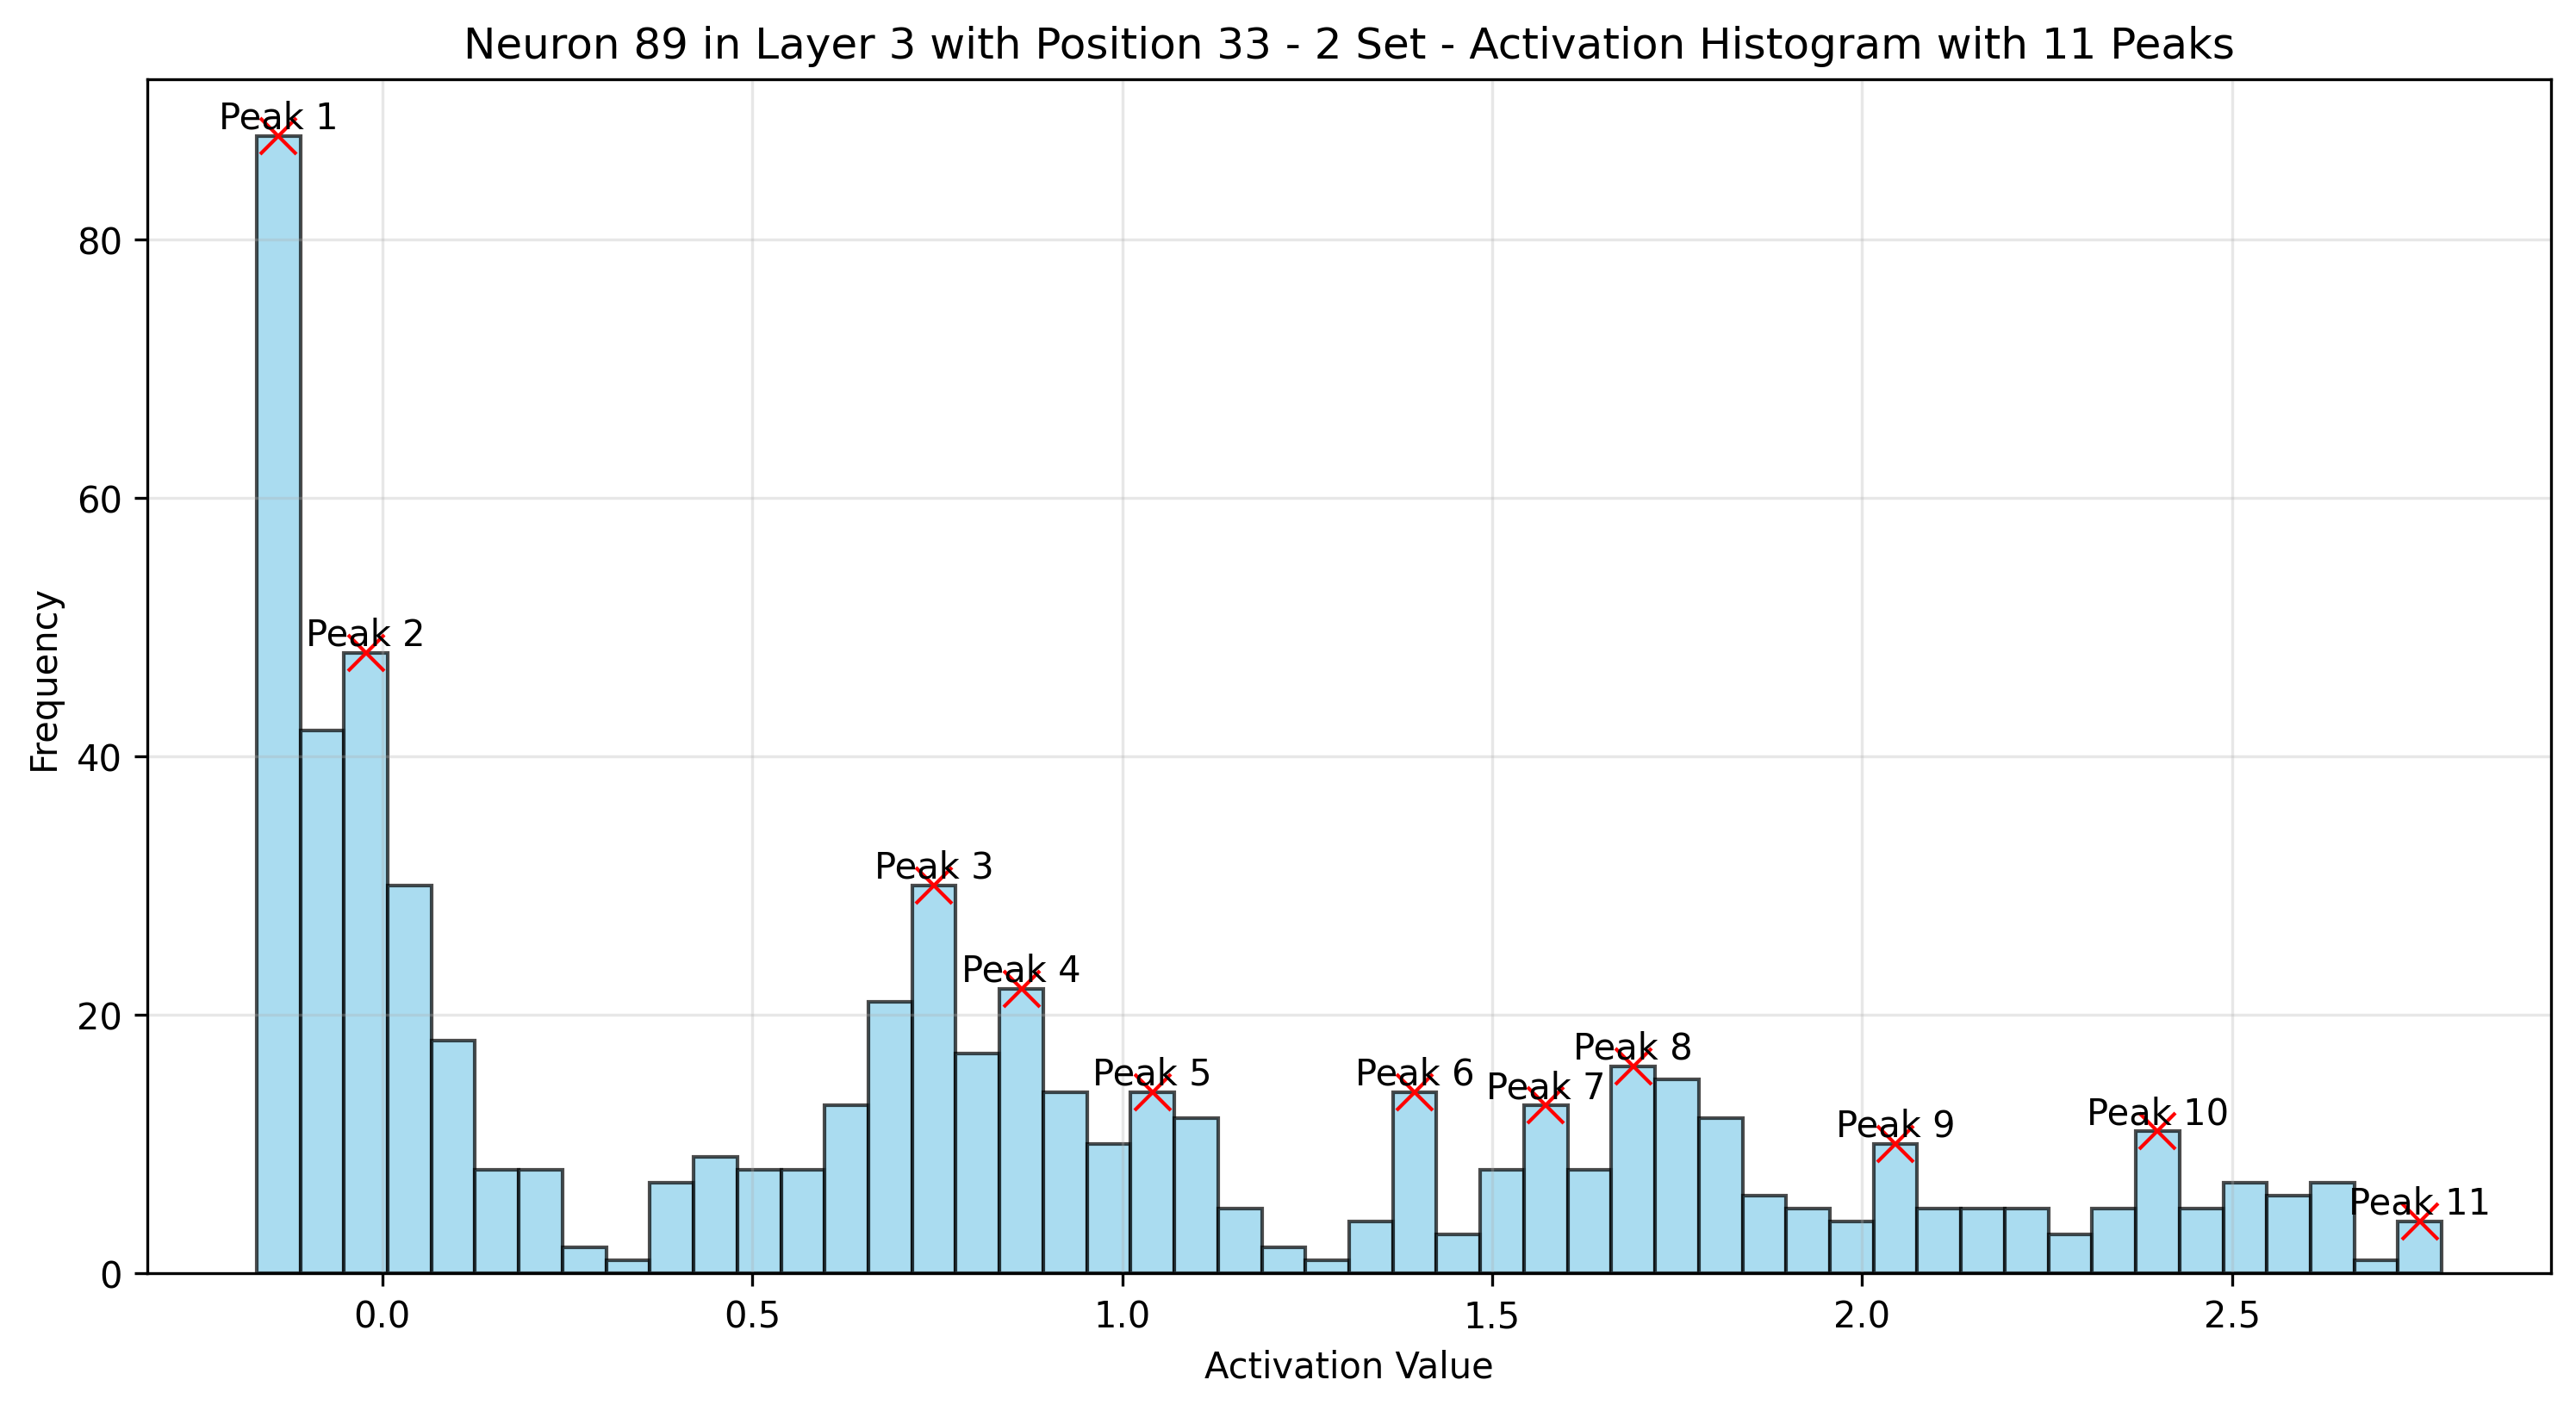 Neuron 89 in Layer 3 with Position 33 - 2 Set - Activation Histogram with 11 Peaks
Frequency
80
60
40
20
0
Peak 1
Peak 2
Peak 3
Peak 4
Peak 5
Peak 6
Peak 7
Peak 8
Peak 9
Peak 10
Peak 11
0.0
0.5
1.0
1.5
2.0
2.5
Activation Value